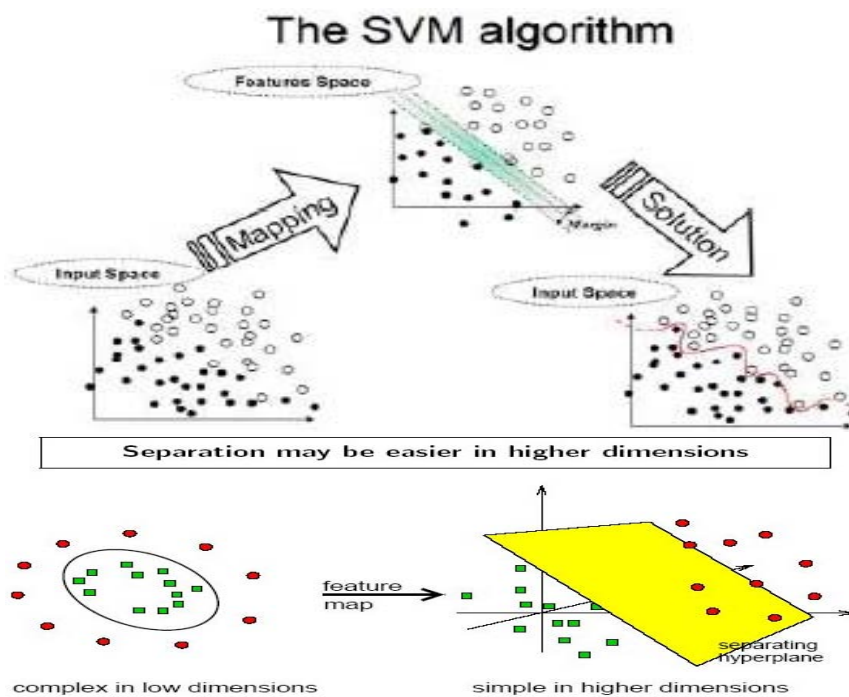 The SVM algorithm
Features Space
Mapping
Margin
Solution
Input Space
Input Space
Separation may be easier in higher dimensions
feature
map
separating
hyperplane
complex in low dimensions
simple in higher dimensions